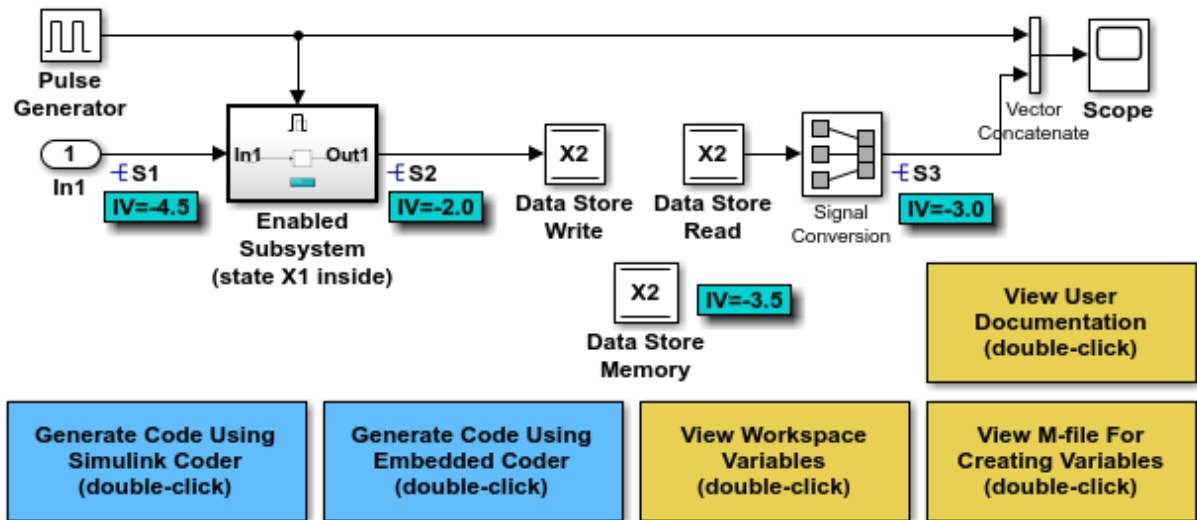 Pulse
Generator
1
In1
S1
IV=-4.5
In1
Out1
Enabled
Subsystem
(state X1 inside)
S2
IV=-2.0
X2
Data Store
Write
X2
Data Store
Read
Signal
Conversion
S3
IV=-3.0
Vector
Concatenate
Scope
X2
IV=-3.5
Data Store
Memory
View User
Documentation
(double-click)
Generate Code Using
Simulink Coder
(double-click)
Generate Code Using
Embedded Coder
(double-click)
View Workspace
Variables
(double-click)
View M-file For
Creating Variables
(double-click)